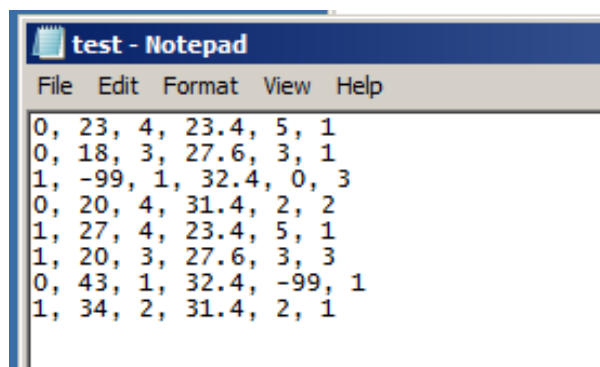 test - Notepad
File Edit Format View Help
0, 23, 4, 23.4, 5, 1
0, 18, 3, 27.6, 3, 1
1, -99, 1, 32.4, 0, 3
0, 20, 4, 31.4, 2, 2
1, 27, 4, 23.4, 5, 1
1, 20, 3, 27.6, 3, 3
0, 43, 1, 32.4, -99, 1
1, 34, 2, 31.4, 2, 1